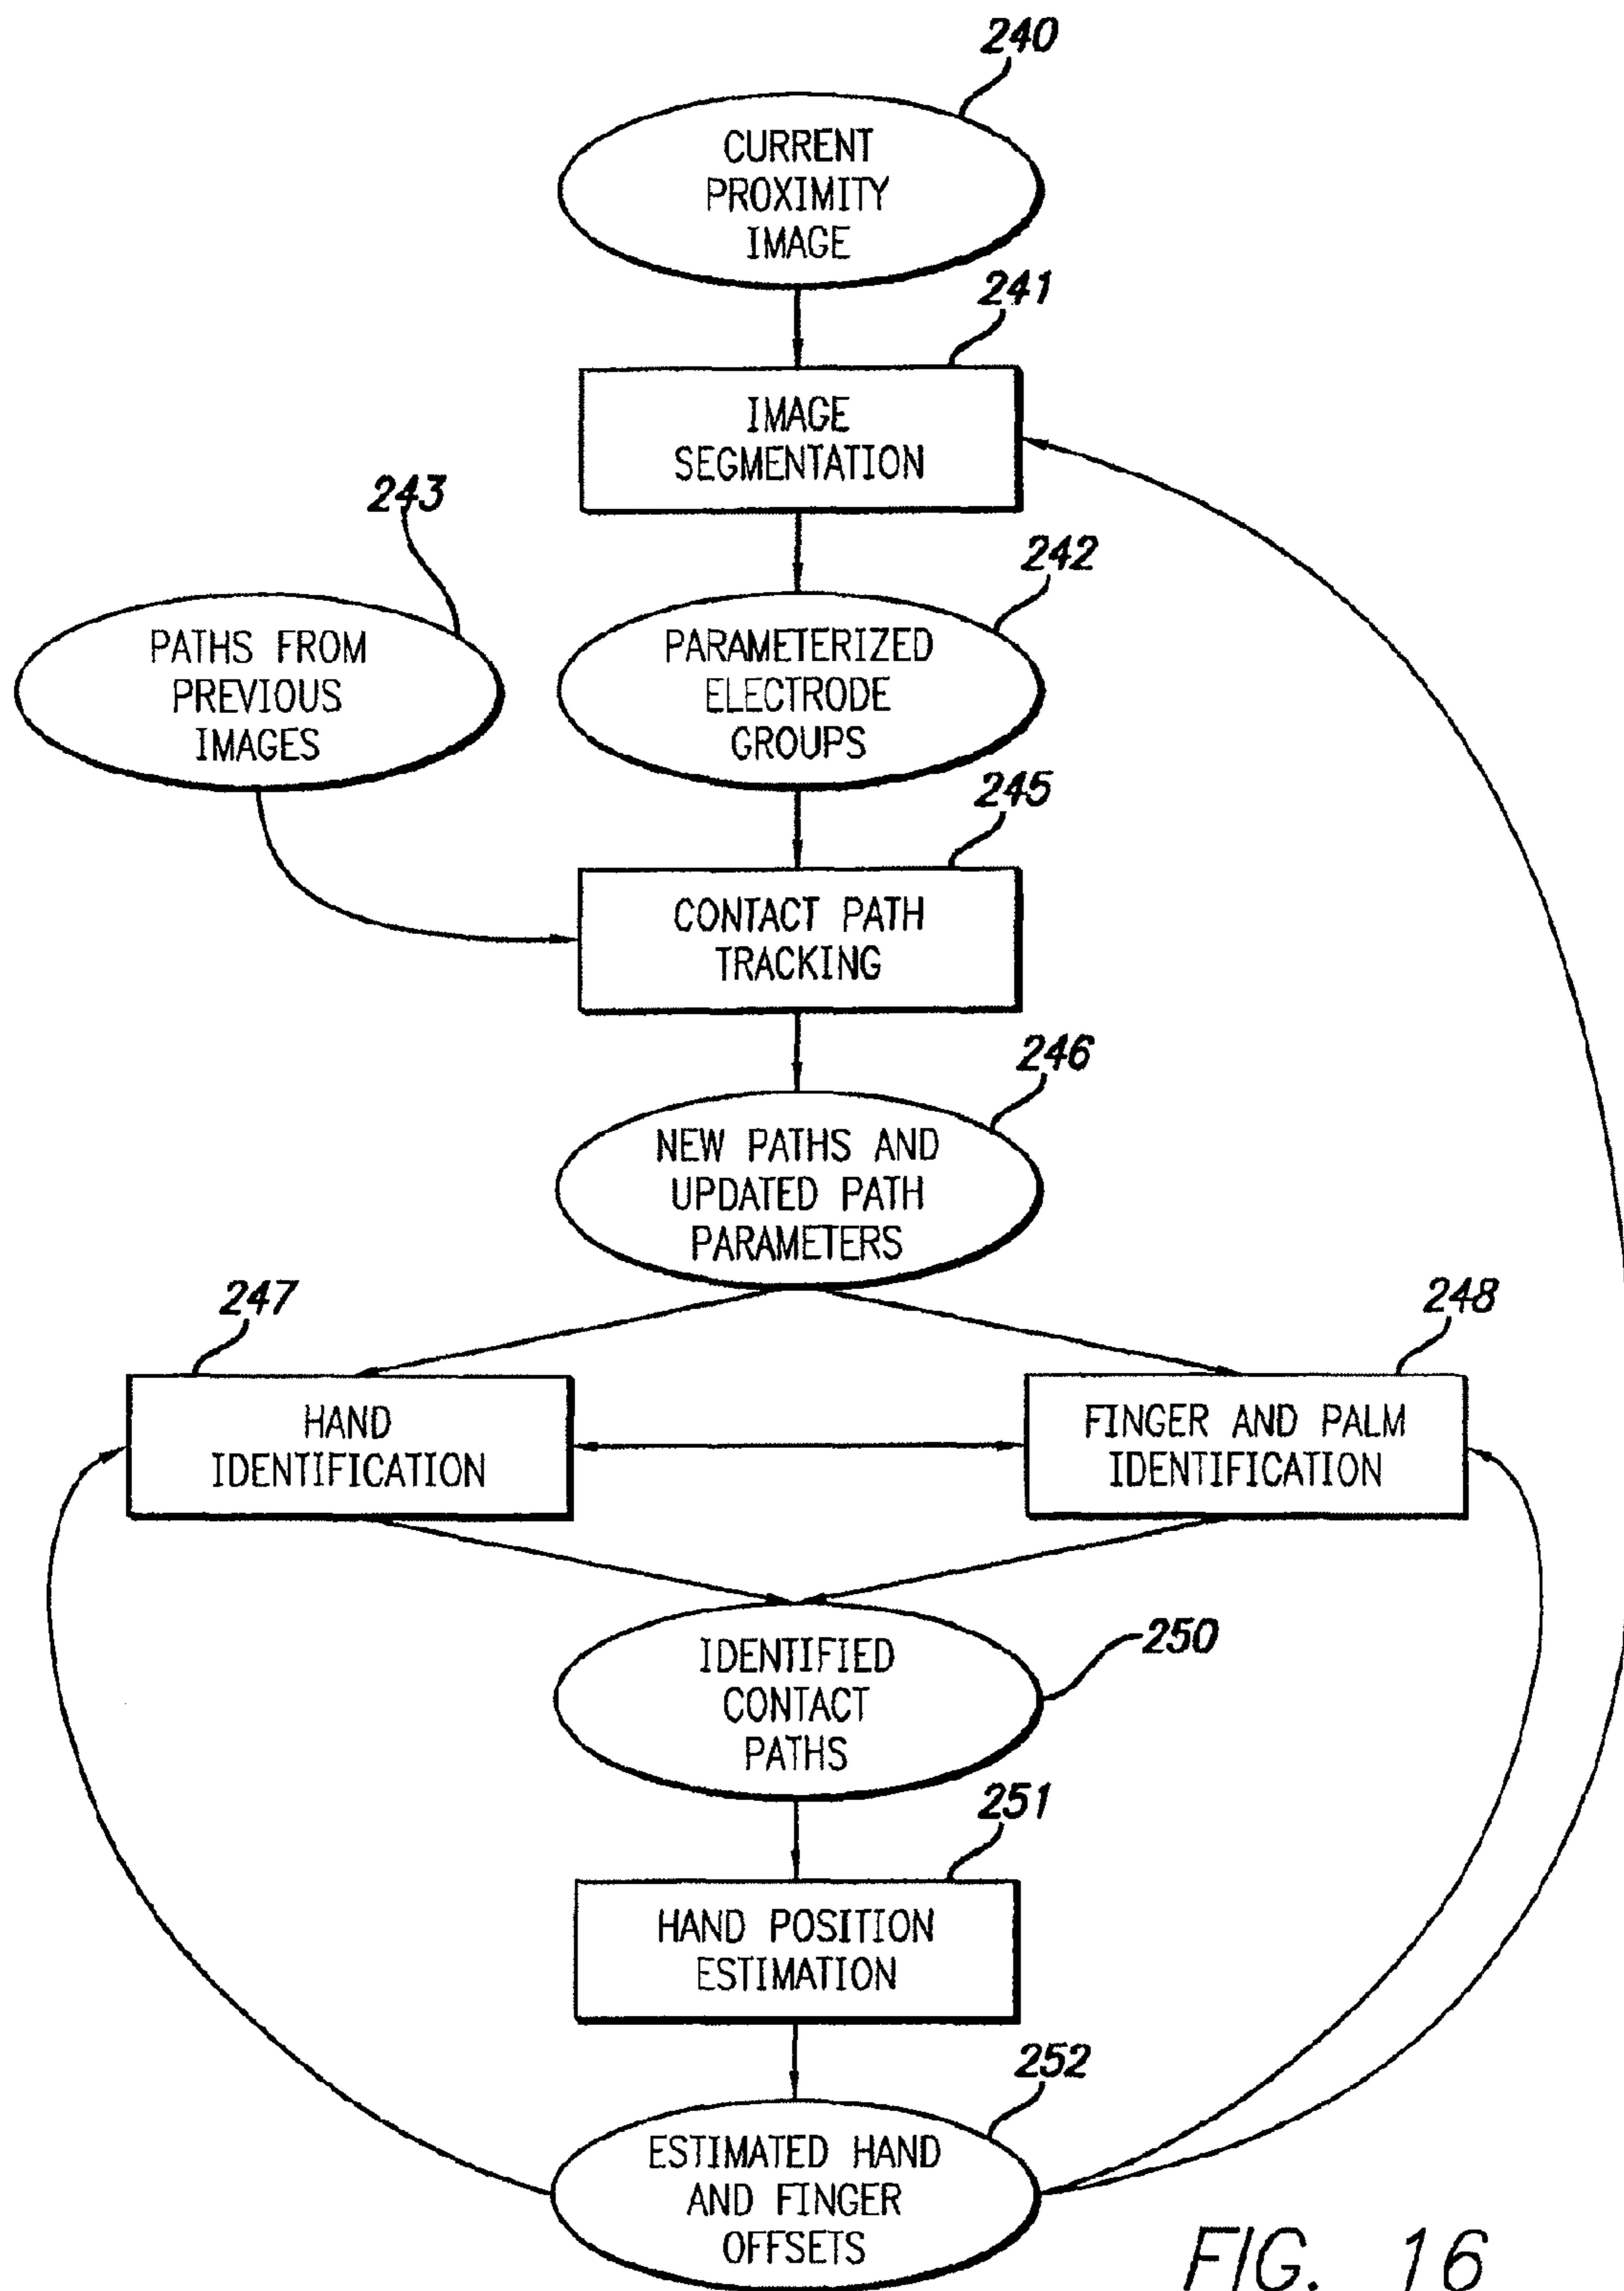 240
CURRENT
PROXIMITY
IMAGE
241
IMAGE
SEGMENTATION
243
242
PATHS FROM
PREVIOUS
IMAGES
PARAMETERIZED
ELECTRODE
GROUPS
245
CONTACT PATH
TRACKING
246
NEW PATHS AND
UPDATED PATH
PARAMETERS
247
248
HAND
IDENTIFICATION
FINGER AND PALM
IDENTIFICATION
250
IDENTIFIED
CONTACT
PATHS
251
HAND POSITION
ESTIMATION
252
ESTIMATED HAND
AND FINGER
OFFSETS
FIG. 16